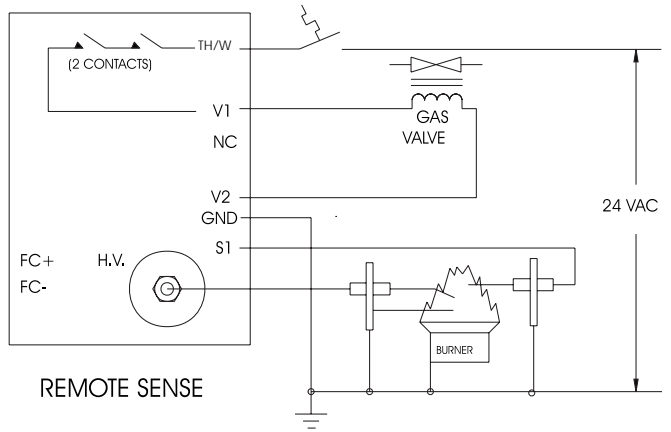 TH/W
(2 CONTACTS)
V1
GAS
VALVE
NC
V2
24 VAC
GND
S1
FC+
H.V.
FC-
BURNER
REMOTE SENSE